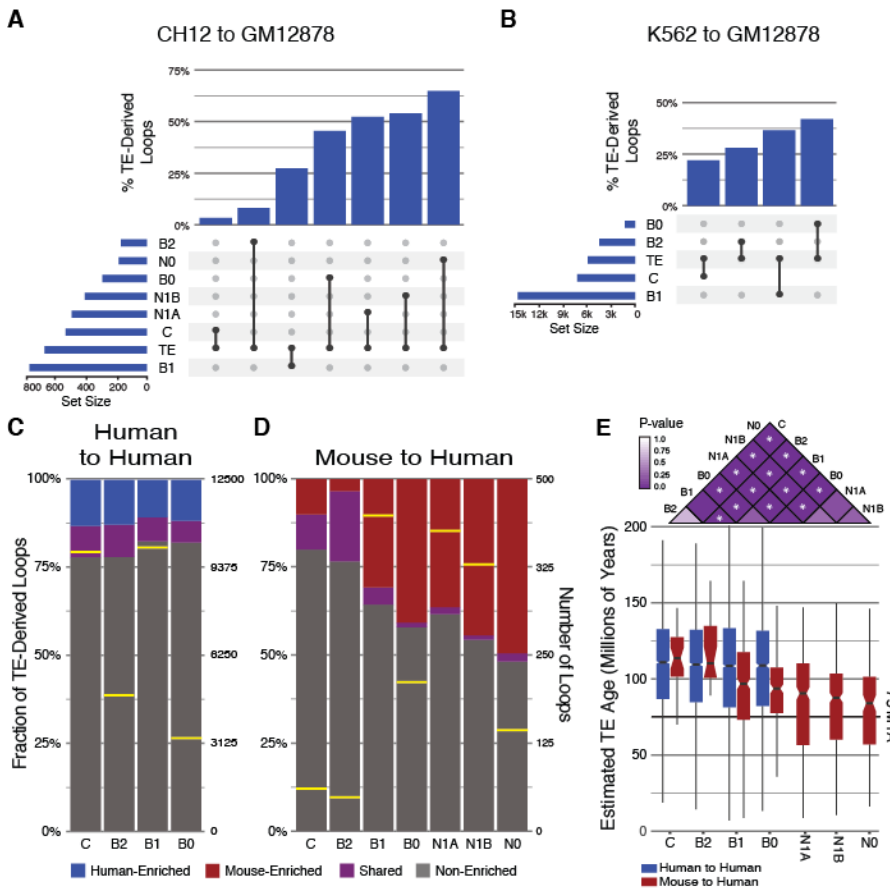 A
CH12 to GM12878
75%
50%
25%
0%
% TE-Derived
Loops
B2
N0
B0
N1B
N1A
C
TE
B1
800 600 400 200 0
Set Size
B
K562 to GM12878
50%
25%
0%
% TE-Derived
Loops
B0
B2
TE
C
B1
15k 12k 9k 6k 3k 0
Set Size
C
Human
to Human
100%
75%
50%
25%
0%
Fraction of TE-Derived Loops
12500
9375
6250
3125
0
C B2 B1 B0
D
Mouse to Human
100%
75%
50%
25%
0%
500
375
325
250
125
0
Number of Loops
C B2 B1 B0 N1A N1B N0
Human-Enriched Mouse-Enriched Shared Non-Enriched
E
P-value
1.0
0.75
0.5
0.25
0.0
N0
N1B
N1A
B0
B1
B2
C
B2
B1
B0
N1A
N1B
200
150
100
50
0
Estimated TE Age (Millions of Years)
C B2 B1 B0 N1A N1B N0
Human to Human
Mouse to Human